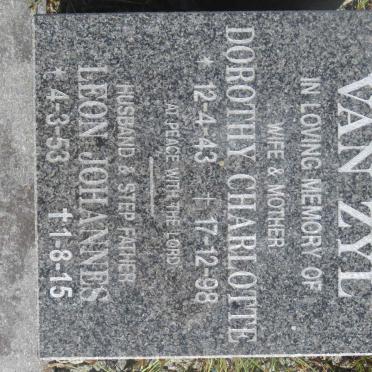 VAN ZYL
IN LOVING MEMORY OF
WIFE & MOTHER
DOROTHY CHARLOTTE
* 12-4-43 † 17-12-98
AT PEACE WITH THE LORD
HUSBAND & STEP FATHER
LEON JOHANNES
* 4-3-53 † 1-8-15